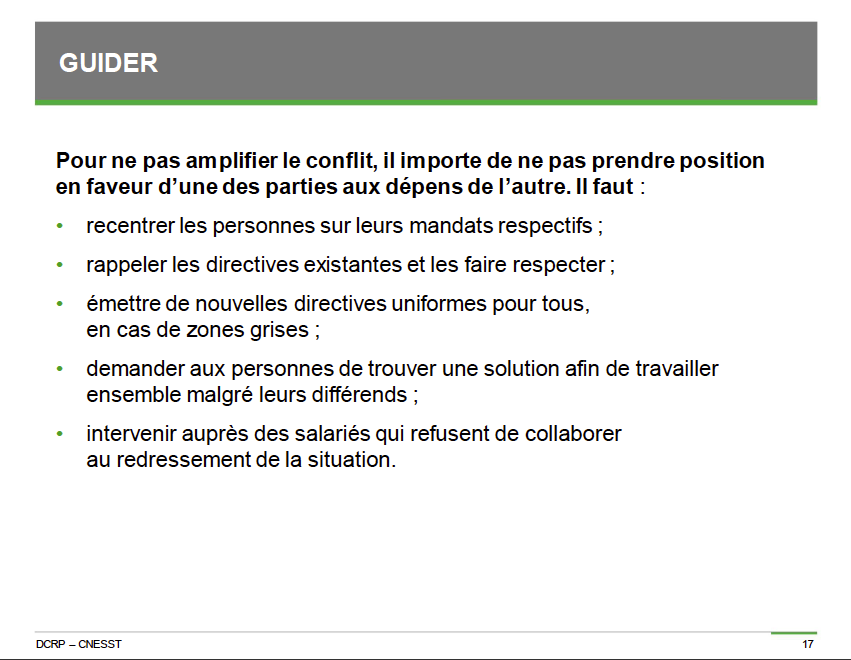 GUIDER
Pour ne pas amplifier le conflit, il importe de ne pas prendre position
en faveur d’une des parties aux dépens de l’autre. Il faut :
• recentrer les personnes sur leurs mandats respectifs ;
• rappeler les directives existantes et les faire respecter ;
• émettre de nouvelles directives uniformes pour tous,
en cas de zones grises ;
• demander aux personnes de trouver une solution afin de travailler
ensemble malgré leurs différends ;
• intervenir auprès des salariés qui refusent de collaborer
au redressement de la situation.
DCRP – CNESST
17